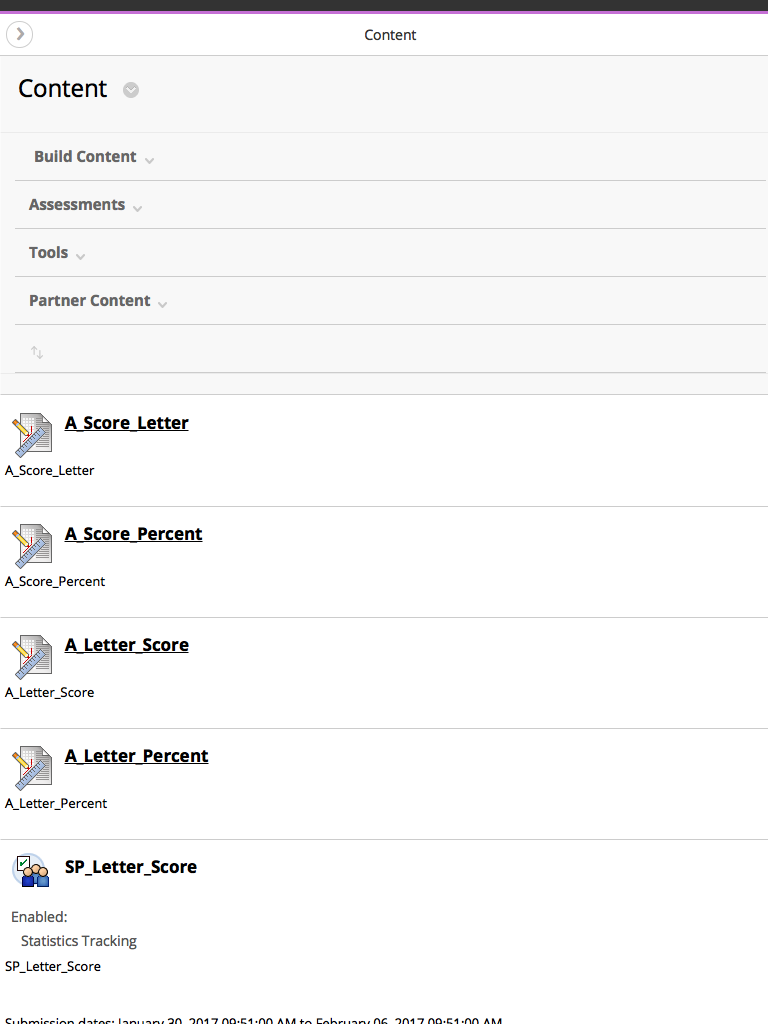 Content
Content
Build Content
Assessments
Tools
Partner Content
A_Score_Letter
A_Score_Letter
A_Score_Percent
A_Score_Percent
A_Letter_Score
A_Letter_Score
A_Letter_Percent
A_Letter_Percent
SP_Letter_Score
Enabled:
Statistics Tracking
SP_Letter_Score
Submission dates: January 30, 2017 09:51:00 AM to February 06, 2017 09:51:00 AM